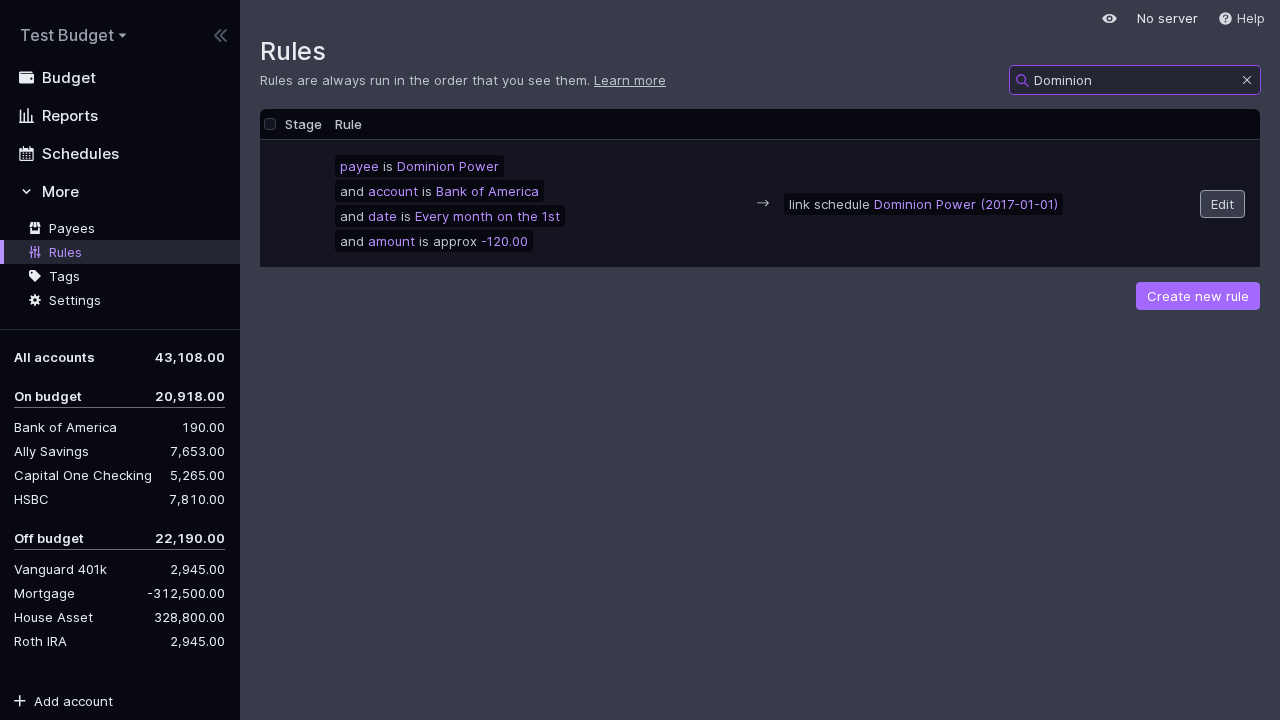 Test Budget
Budget
Reports
Schedules
More
Payees
Rules
Tags
Settings
All accounts 43,108.00
On budget 20,918.00
Bank of America 190.00
Ally Savings 7,653.00
Capital One Checking 5,265.00
HSBC 7,810.00
Off budget 22,190.00
Vanguard 401k 2,945.00
Mortgage -312,500.00
House Asset 328,800.00
Roth IRA 2,945.00
Add account
No server Help
Rules
Rules are always run in the order that you see them. Learn more
Dominion
Stage Rule
payee is Dominion Power
and account is Bank of America
and date is Every month on the 1st
and amount is approx -120.00
→ link schedule Dominion Power (2017-01-01)
Edit
Create new rule